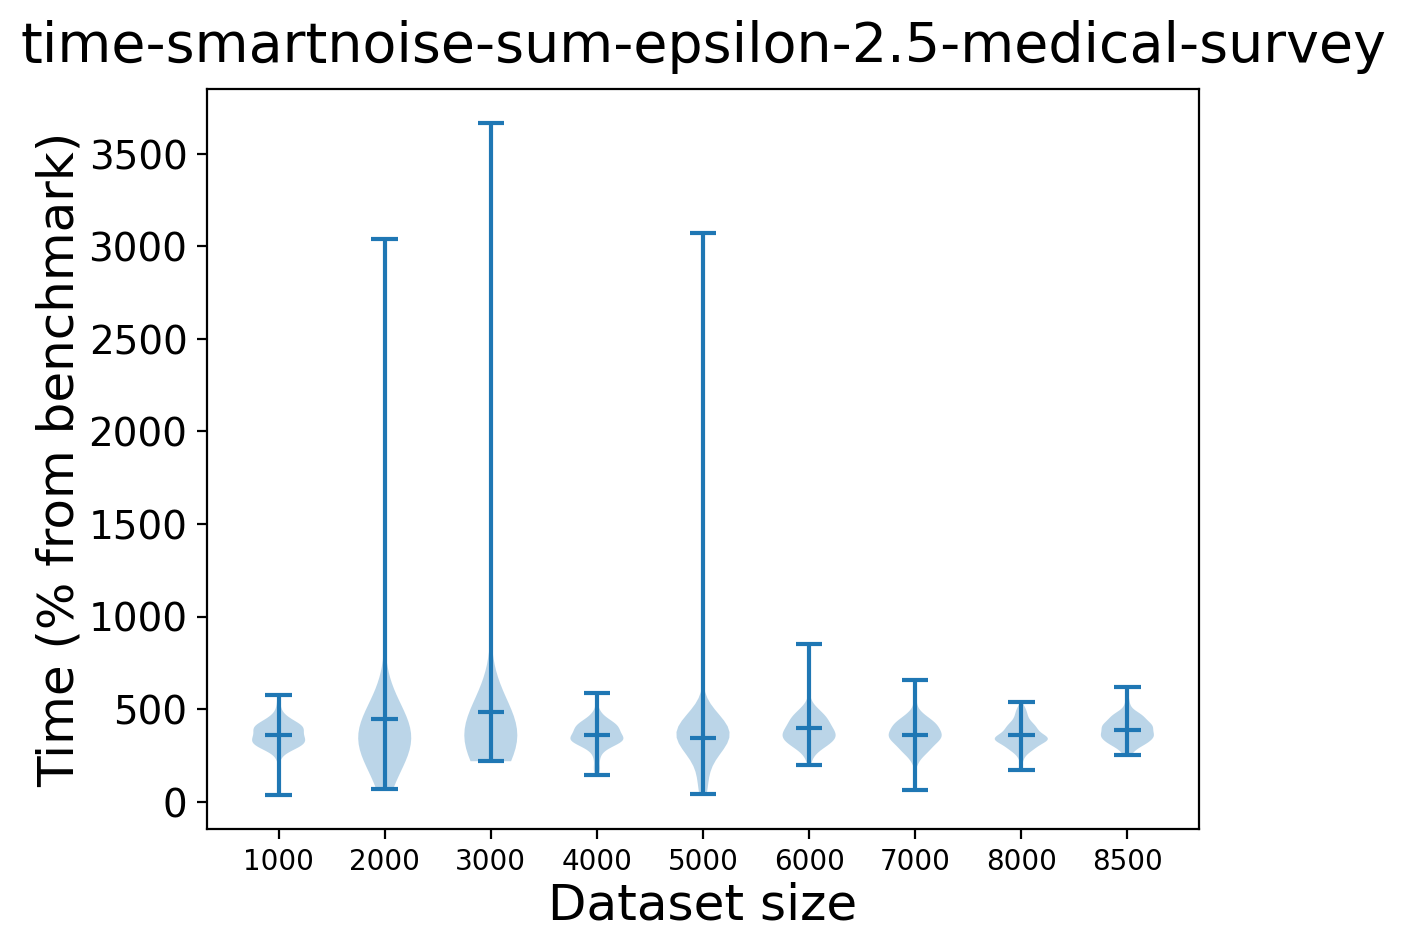 time-smartnoise-sum-epsilon-2.5-medical-survey
Time (% from benchmark)
3500
3000
2500
2000
1500
1000
500
0
1000 2000 3000 4000 5000 6000 7000 8000 8500
Dataset size